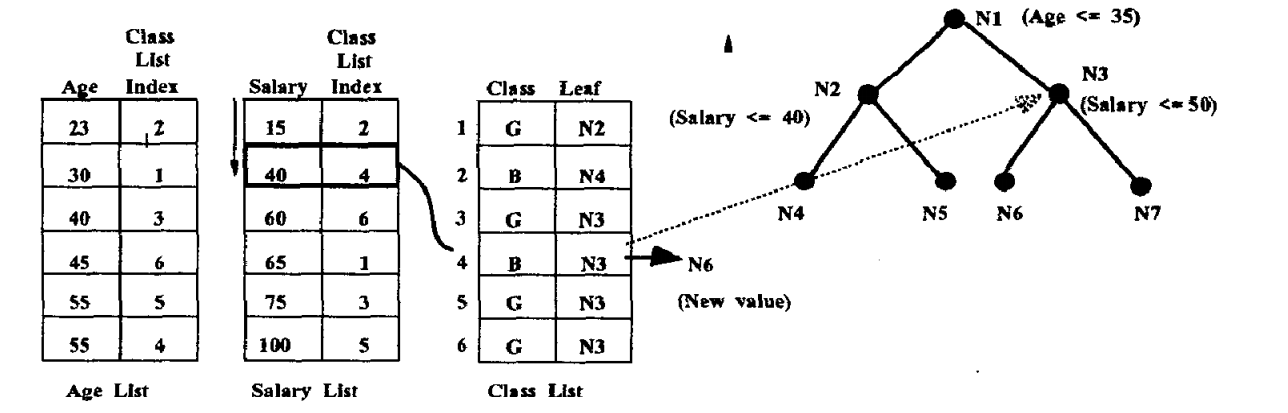 Class
List
Age Index
23 2
30 1
40 3
45 6
55 5
55 4
Age List
Class
List
Salary Index
15 2
40 4
60 6
65 1
75 3
100 5
Salary List
Class Leaf
1 G N2
2 B N4
3 G N3
4 B N3
5 G N3
6 G N3
Class List
N6
(New value)
N1 (Age <= 35)
N2
(Salary <= 40)
N3
(Salary <= 50)
N4 N5 N6 N7